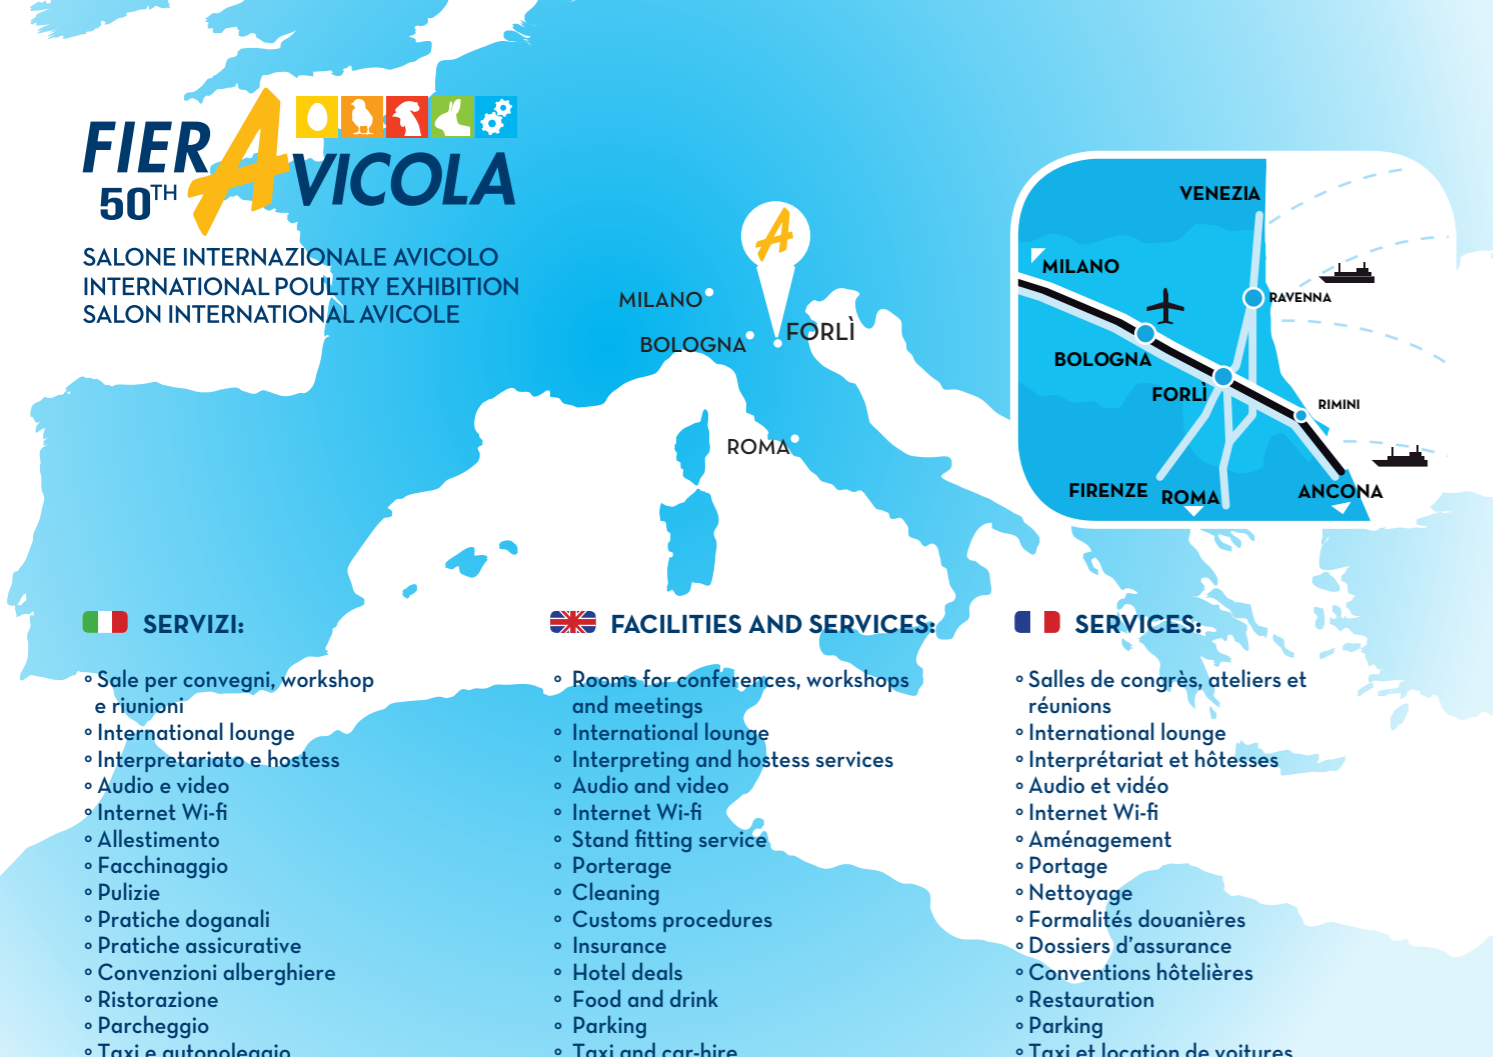 FIERAVICOLA
50TH
SALONE INTERNAZIONALE AVICOLO
INTERNATIONAL POULTRY EXHIBITION
SALON INTERNATIONAL AVICOLE
A
MILANO
BOLOGNA
FORLÌ
ROMA
VENEZIA
MILANO
RAVENNA
BOLOGNA
FORLÌ
RIMINI
FIRENZE
ROMA
ANCONA
SERVIZI:
° Sale per convegni, workshop
e riunioni
° International lounge
° Interpretariato e hostess
° Audio e video
° Internet Wi-fi
° Allestimento
° Facchinaggio
° Pulizie
° Pratiche doganali
° Pratiche assicurative
° Convenzioni alberghiere
° Ristorazione
° Parcheggio
° Taxi e autonoleggio
FACILITIES AND SERVICES:
° Rooms for conferences, workshops
and meetings
° International lounge
° Interpreting and hostess services
° Audio and video
° Internet Wi-fi
° Stand fitting service
° Porterage
° Cleaning
° Customs procedures
° Insurance
° Hotel deals
° Food and drink
° Parking
° Taxi and car-hire
SERVICES:
° Salles de congrès, ateliers et
réunions
° International lounge
° Interprétariat et hôtesses
° Audio et vidéo
° Internet Wi-fi
° Aménagement
° Portage
° Nettoyage
° Formalités douanières
° Dossiers d'assurance
° Conventions hôtelières
° Restauration
° Parking
° Taxi et location de voitures